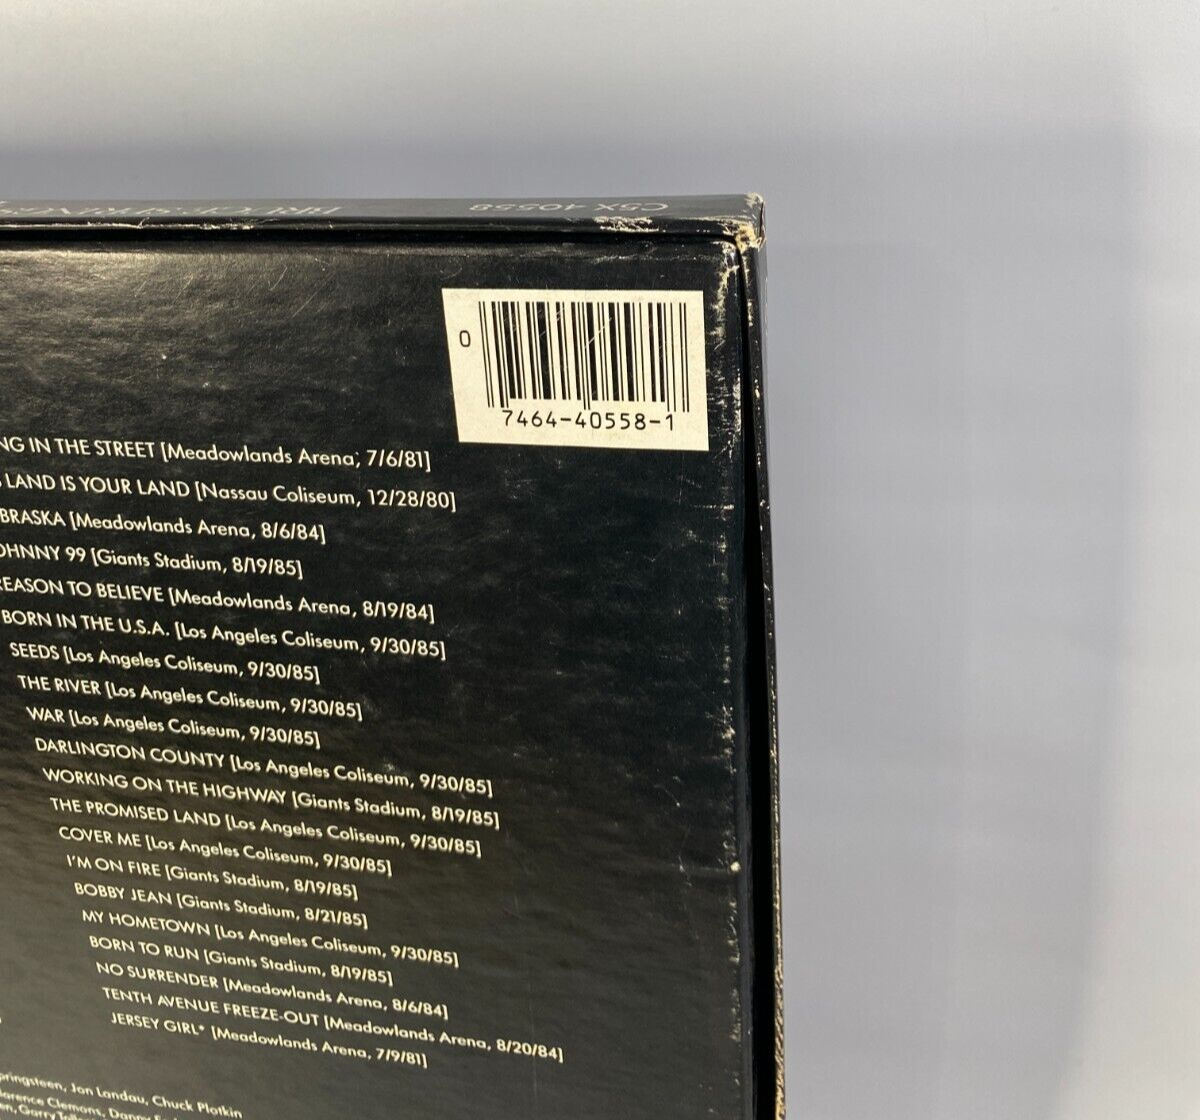 C5X 40558
0
7464-40558-1
NG IN THE STREET [Meadowlands Arena, 7/6/81]
LAND IS YOUR LAND [Nassau Coliseum, 12/28/80]
BRASKA [Meadowlands Arena, 8/6/84]
OHNNY 99 [Giants Stadium, 8/19/85]
REASON TO BELIEVE [Meadowlands Arena, 8/19/84]
BORN IN THE U.S.A. [Los Angeles Coliseum, 9/30/85]
SEEDS [Los Angeles Coliseum, 9/30/85]
THE RIVER [Los Angeles Coliseum, 9/30/85]
WAR [Los Angeles Coliseum, 9/30/85]
DARLINGTON COUNTY [Los Angeles Coliseum, 9/30/85]
WORKING ON THE HIGHWAY [Giants Stadium, 8/19/85]
THE PROMISED LAND [Los Angeles Coliseum, 9/30/85]
COVER ME [Los Angeles Coliseum, 9/30/85]
I'M ON FIRE [Giants Stadium, 8/19/85]
BOBBY JEAN [Giants Stadium, 8/21/85]
MY HOMETOWN [Los Angeles Coliseum, 9/30/85]
BORN TO RUN [Giants Stadium, 8/19/85]
NO SURRENDER [Meadowlands Arena, 8/6/84]
TENTH AVENUE FREEZE-OUT [Meadowlands Arena, 8/20/84]
JERSEY GIRL* [Meadowlands Arena, 7/9/81]
pringsteen, Jon Landau, Chuck Plotkin
larence Clemons, Danny
en, Garry